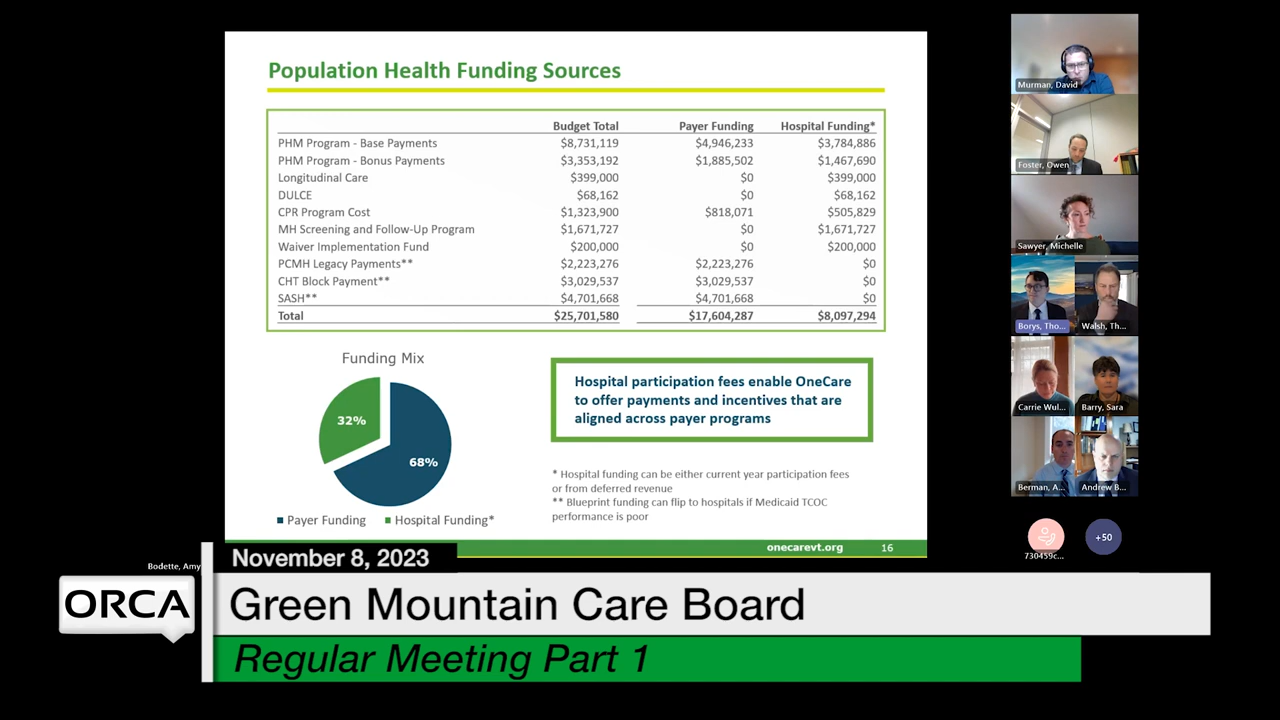 Population Health Funding Sources
Budget Total Payer Funding Hospital Funding*
PHM Program - Base Payments $8,731,119 $4,946,233 $3,784,886
PHM Program - Bonus Payments $3,353,192 $1,885,502 $1,467,690
Longitudinal Care $399,000 $0 $399,000
DULCE $68,162 $0 $68,162
CPR Program Cost $1,323,900 $818,071 $505,829
MH Screening and Follow-Up Program $1,671,727 $0 $1,671,727
Waiver Implementation Fund $200,000 $0 $200,000
PCMH Legacy Payments** $2,223,276 $2,223,276 $0
CHT Block Payment** $3,029,537 $3,029,537 $0
SASH** $4,701,668 $4,701,668 $0
Total $25,701,580 $17,604,287 $8,097,294
Funding Mix
32%
68%
Payer Funding Hospital Funding*
Hospital participation fees enable OneCare
to offer payments and incentives that are
aligned across payer programs
* Hospital funding can be either current year participation fees
or from deferred revenue
** Blueprint funding can flip to hospitals if Medicaid TCOC
performance is poor
onecarevt.org 16
Murman, David
Foster, Owen
Sawyer, Michelle
Borys, Tho... Walsh, Th...
Carrie Wul... Barry, Sara
Berman, A... Andrew B...
+50
730459c...
Bodette, Amy
November 8, 2023
ORCA
Green Mountain Care Board
Regular Meeting Part 1